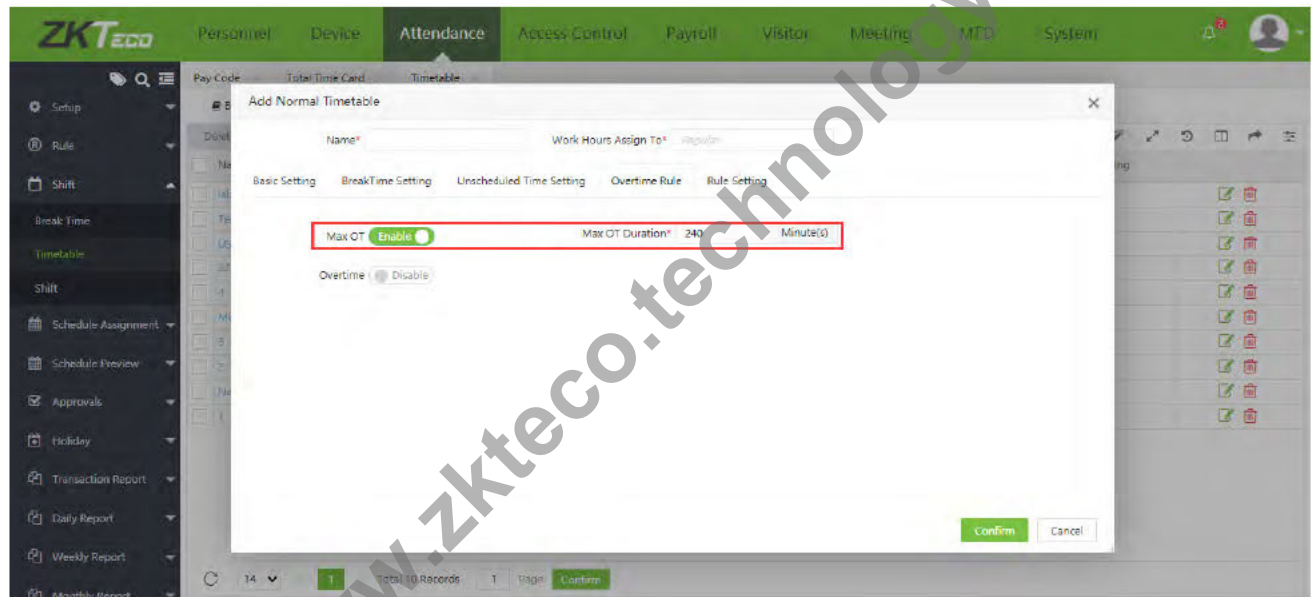 ZKTeco
Personnel Device Attendance Access Control Payroll Visitor Meeting MTD System
Pay Code Total Time Card Timetable
Setup
Rule
Shift
Break Time
Timetable
Shift
Schedule Assignment
Schedule Preview
Approvals
Holiday
Transaction Report
Daily Report
Weekly Report
Monthly Report
Add Normal Timetable
Name* Work Hours Assign To* Regular
Basic Setting BreakTime Setting Unscheduled Time Setting Overtime Rule Rule Setting
Max OT Enable Max OT Duration* 240 Minute(s)
Overtime Disable
Confirm Cancel
14 1 Total 10 Records 1 Page Confirm
www.zkteco.technology